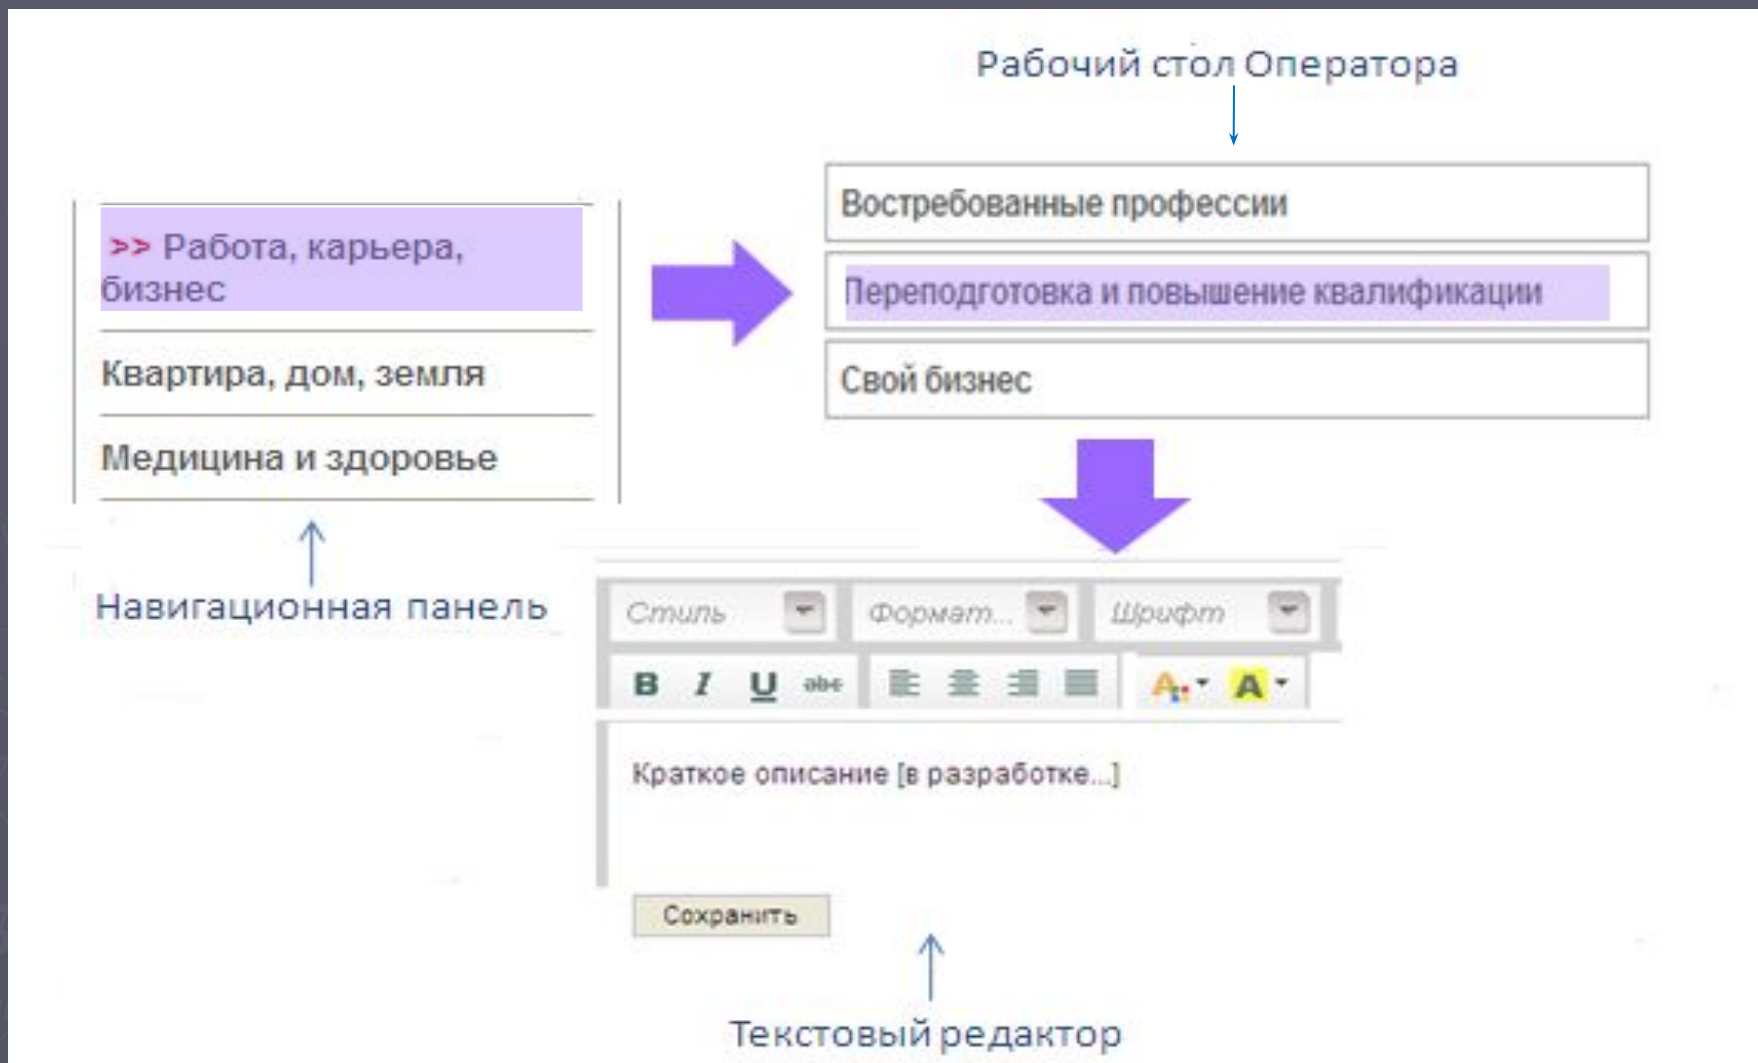 Рабочий стол Оператора
>> Работа, карьера,
бизнес
Квартира, дом, земля
Медицина и здоровье
Навигационная панель
Востребованные профессии
Переподготовка и повышение квалификации
Свой бизнес
Стиль Формат... Шрифт
B I U abc A A
Краткое описание [в разработке...]
Сохранить
Текстовый редактор